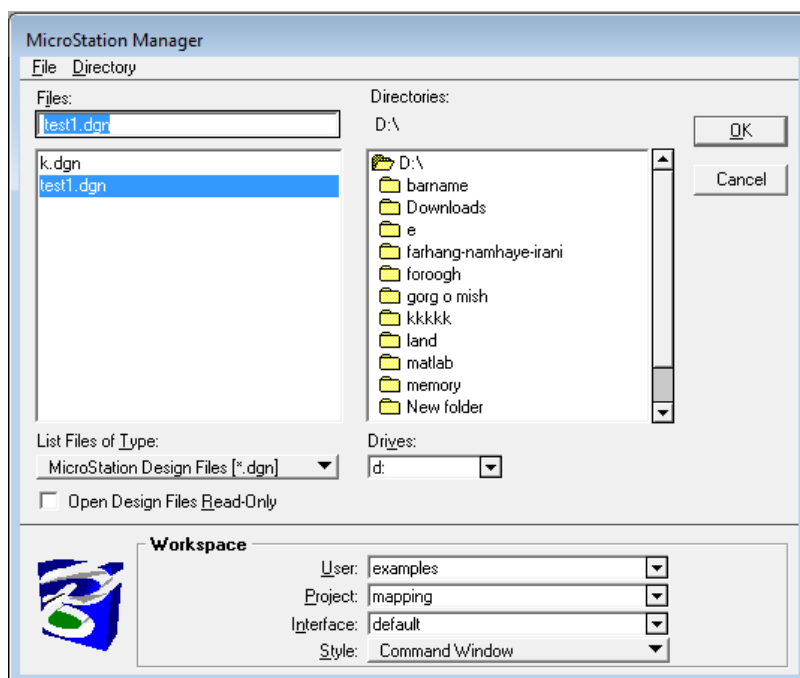 MicroStation Manager
File Directory
Files:
test1.dgn
k.dgn
test1.dgn
List Files of Type:
MicroStation Design Files [*.dgn]
Open Design Files Read-Only
Directories:
D:\
D:\
barname
Downloads
e
farhang-namhaye-irani
foroogh
gorg o mish
kkkkk
land
matlab
memory
New folder
Drives:
d:
OK
Cancel
Workspace
User: examples
Project: mapping
Interface: default
Style: Command Window